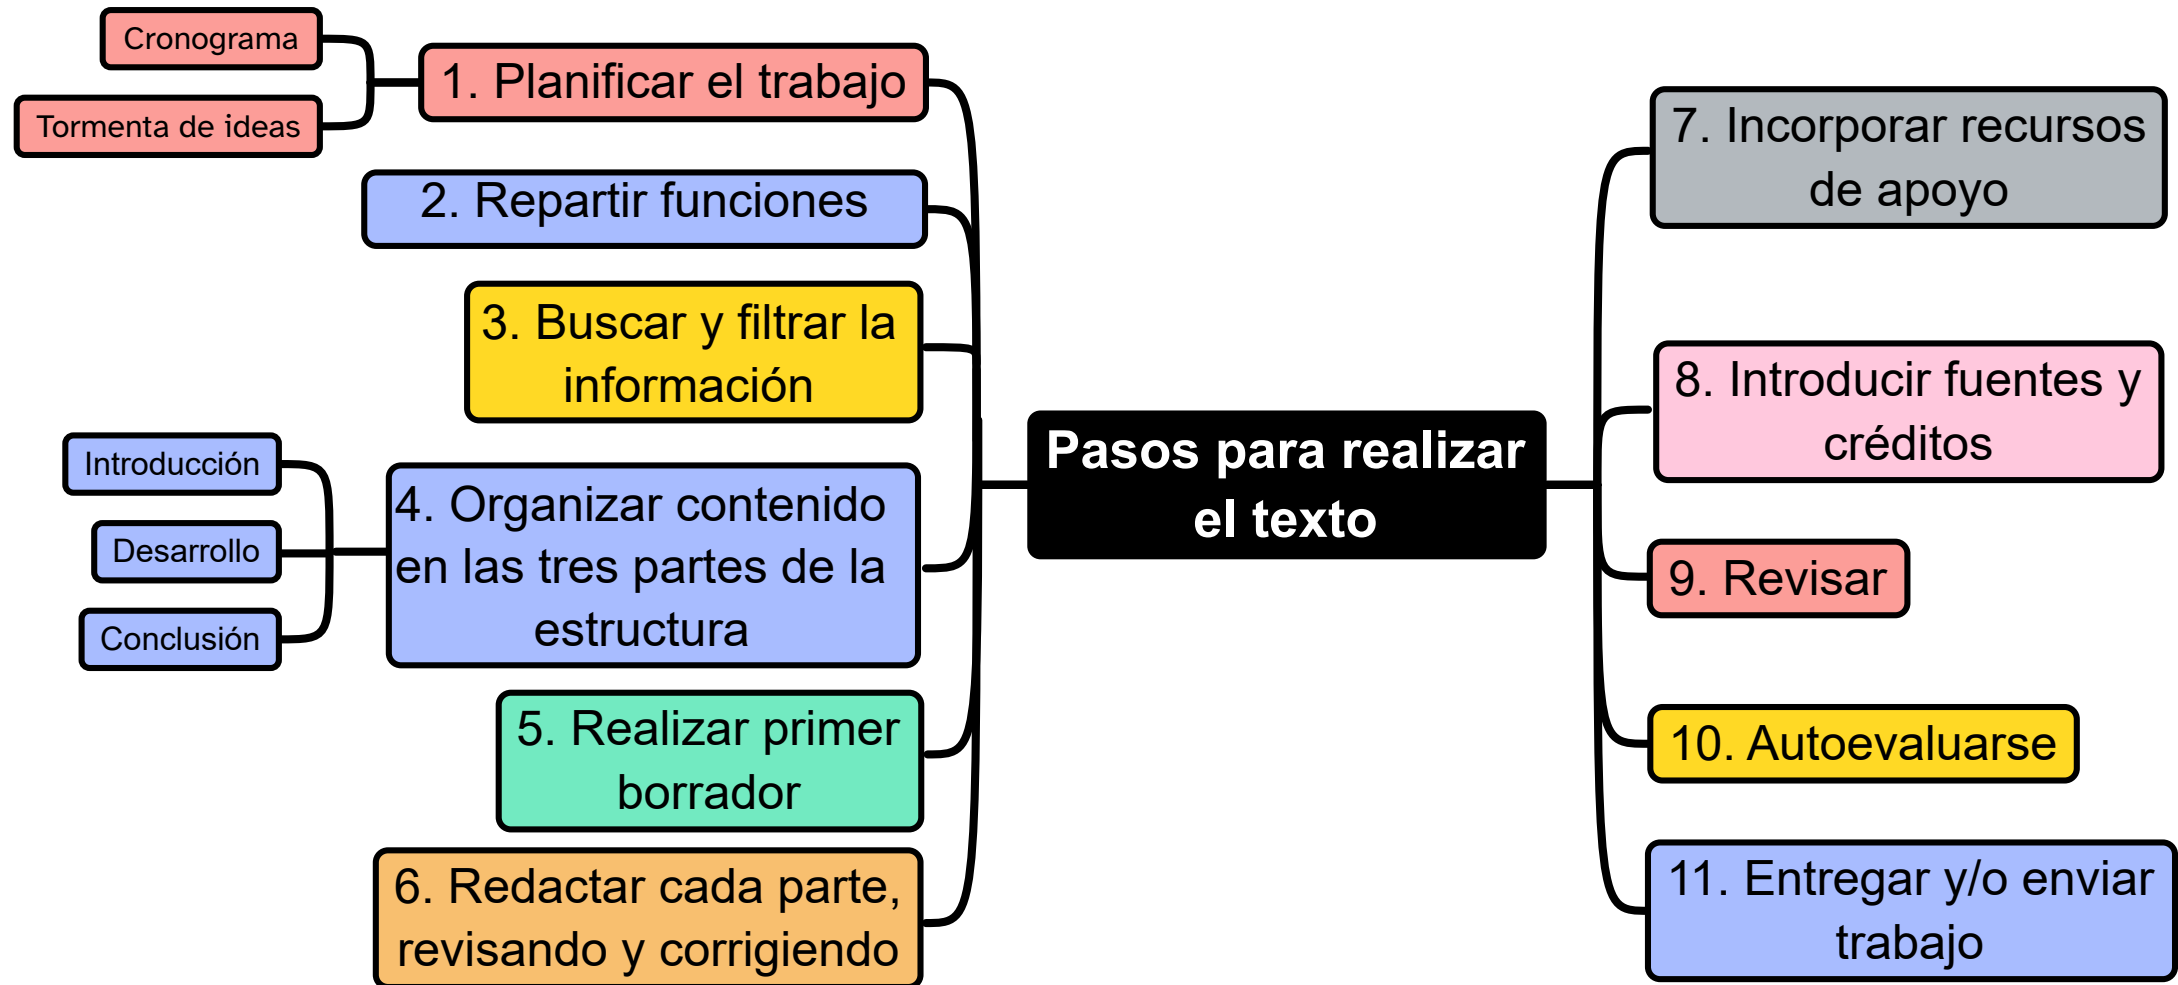 Cronograma
Tormenta de ideas
1. Planificar el trabajo
2. Repartir funciones
3. Buscar y filtrar la
información
Introducción
Desarrollo
Conclusión
4. Organizar contenido
en las tres partes de la
estructura
5. Realizar primer
borrador
6. Redactar cada parte,
revisando y corrigiendo
Pasos para realizar
el texto
7. Incorporar recursos
de apoyo
8. Introducir fuentes y
créditos
9. Revisar
10. Autoevaluarse
11. Entregar y/o enviar
trabajo